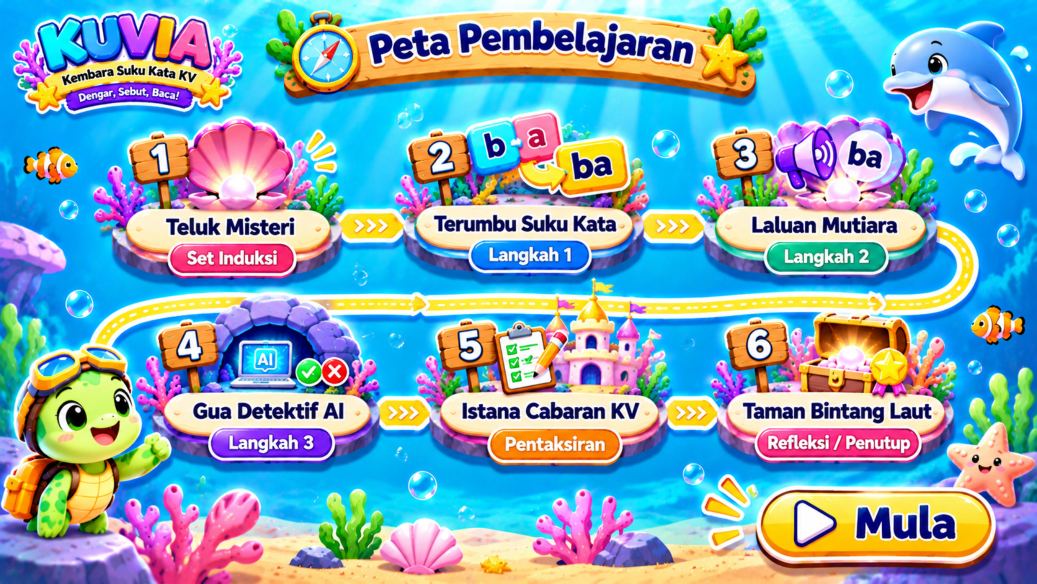 KUVIA
Kembara Suku Kata KV
Dengar, Sebut, Baca!
Peta Pembelajaran
1
Teluk Misteri
Set Induksi
2
b a
ba
Terumbu Suku Kata
Langkah 1
3
ba
Laluan Mutiara
Langkah 2
4
AI
Gua Detektif AI
Langkah 3
5
Istana Cabaran KV
Pentaksiran
6
Taman Bintang Laut
Refleksi / Penutup
Mula